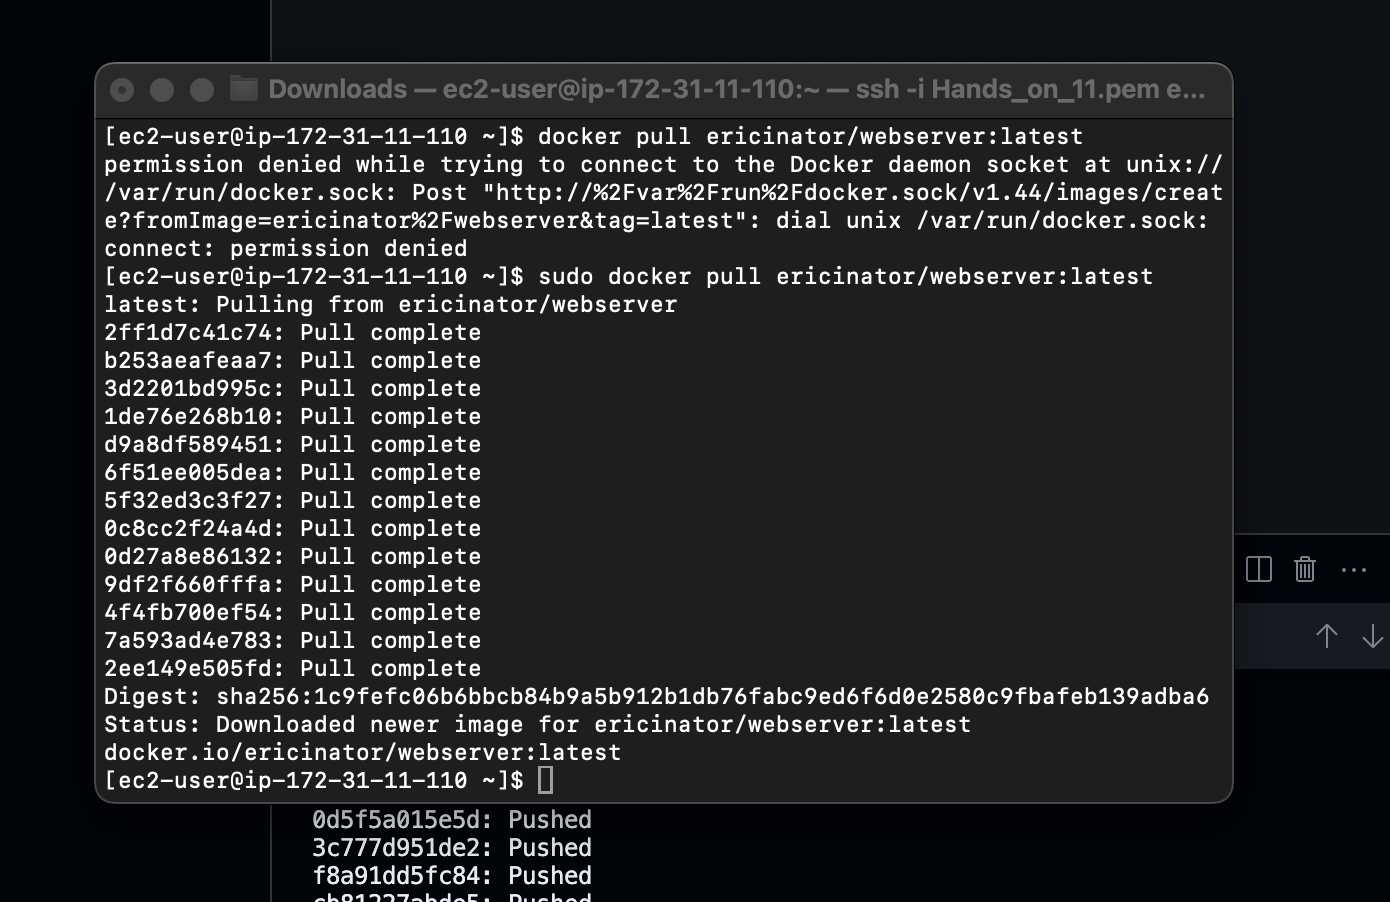 Downloads — ec2-user@ip-172-31-11-110:~ — ssh -i Hands_on_11.pem e...
[ec2-user@ip-172-31-11-110 ~]$ docker pull ericinator/webserver:latest
permission denied while trying to connect to the Docker daemon socket at unix://
/var/run/docker.sock: Post "http://%2Fvar%2Frun%2Fdocker.sock/v1.44/images/creat
e?fromImage=ericinator%2Fwebserver&tag=latest": dial unix /var/run/docker.sock:
connect: permission denied
[ec2-user@ip-172-31-11-110 ~]$ sudo docker pull ericinator/webserver:latest
latest: Pulling from ericinator/webserver
2ff1d7c41c74: Pull complete
b253aeafeaa7: Pull complete
3d2201bd995c: Pull complete
1de76e268b10: Pull complete
d9a8df589451: Pull complete
6f51ee005dea: Pull complete
5f32ed3c3f27: Pull complete
0c8cc2f24a4d: Pull complete
0d27a8e86132: Pull complete
9df2f660fffa: Pull complete
4f4fb700ef54: Pull complete
7a593ad4e783: Pull complete
2ee149e505fd: Pull complete
Digest: sha256:1c9fefc06b6bbcb84b9a5b912b1db76fabc9ed6f6d0e2580c9fbafeb139adba6
Status: Downloaded newer image for ericinator/webserver:latest
docker.io/ericinator/webserver:latest
[ec2-user@ip-172-31-11-110 ~]$
0d5f5a015e5d: Pushed
3c777d951de2: Pushed
f8a91dd5fc84: Pushed
Pushed